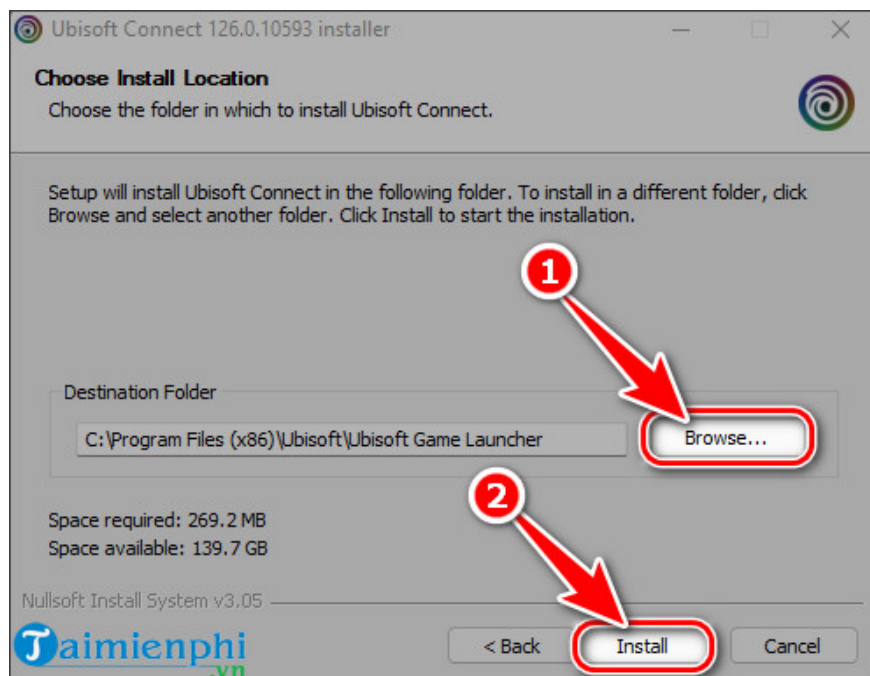 Ubisoft Connect 126.0.10593 installer
Choose Install Location
Choose the folder in which to install Ubisoft Connect.
Setup will install Ubisoft Connect in the following folder. To install in a different folder, click
Browse and select another folder. Click Install to start the installation.
1
Destination Folder
C:\Program Files (x86)\Ubisoft\Ubisoft Game Launcher
Browse...
2
Space required: 269.2 MB
Space available: 139.7 GB
Nullsoft Install System v3.05
Taimienphi
.vn
< Back
Install
Cancel